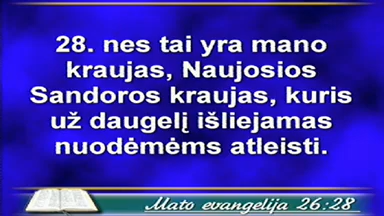 28. nes tai yra mano
kraujas, Naujosios
Sandoros kraujas, kuris
už daugelį išliejamas
nuodėmėms atleisti.
Mato evangelija 26:28